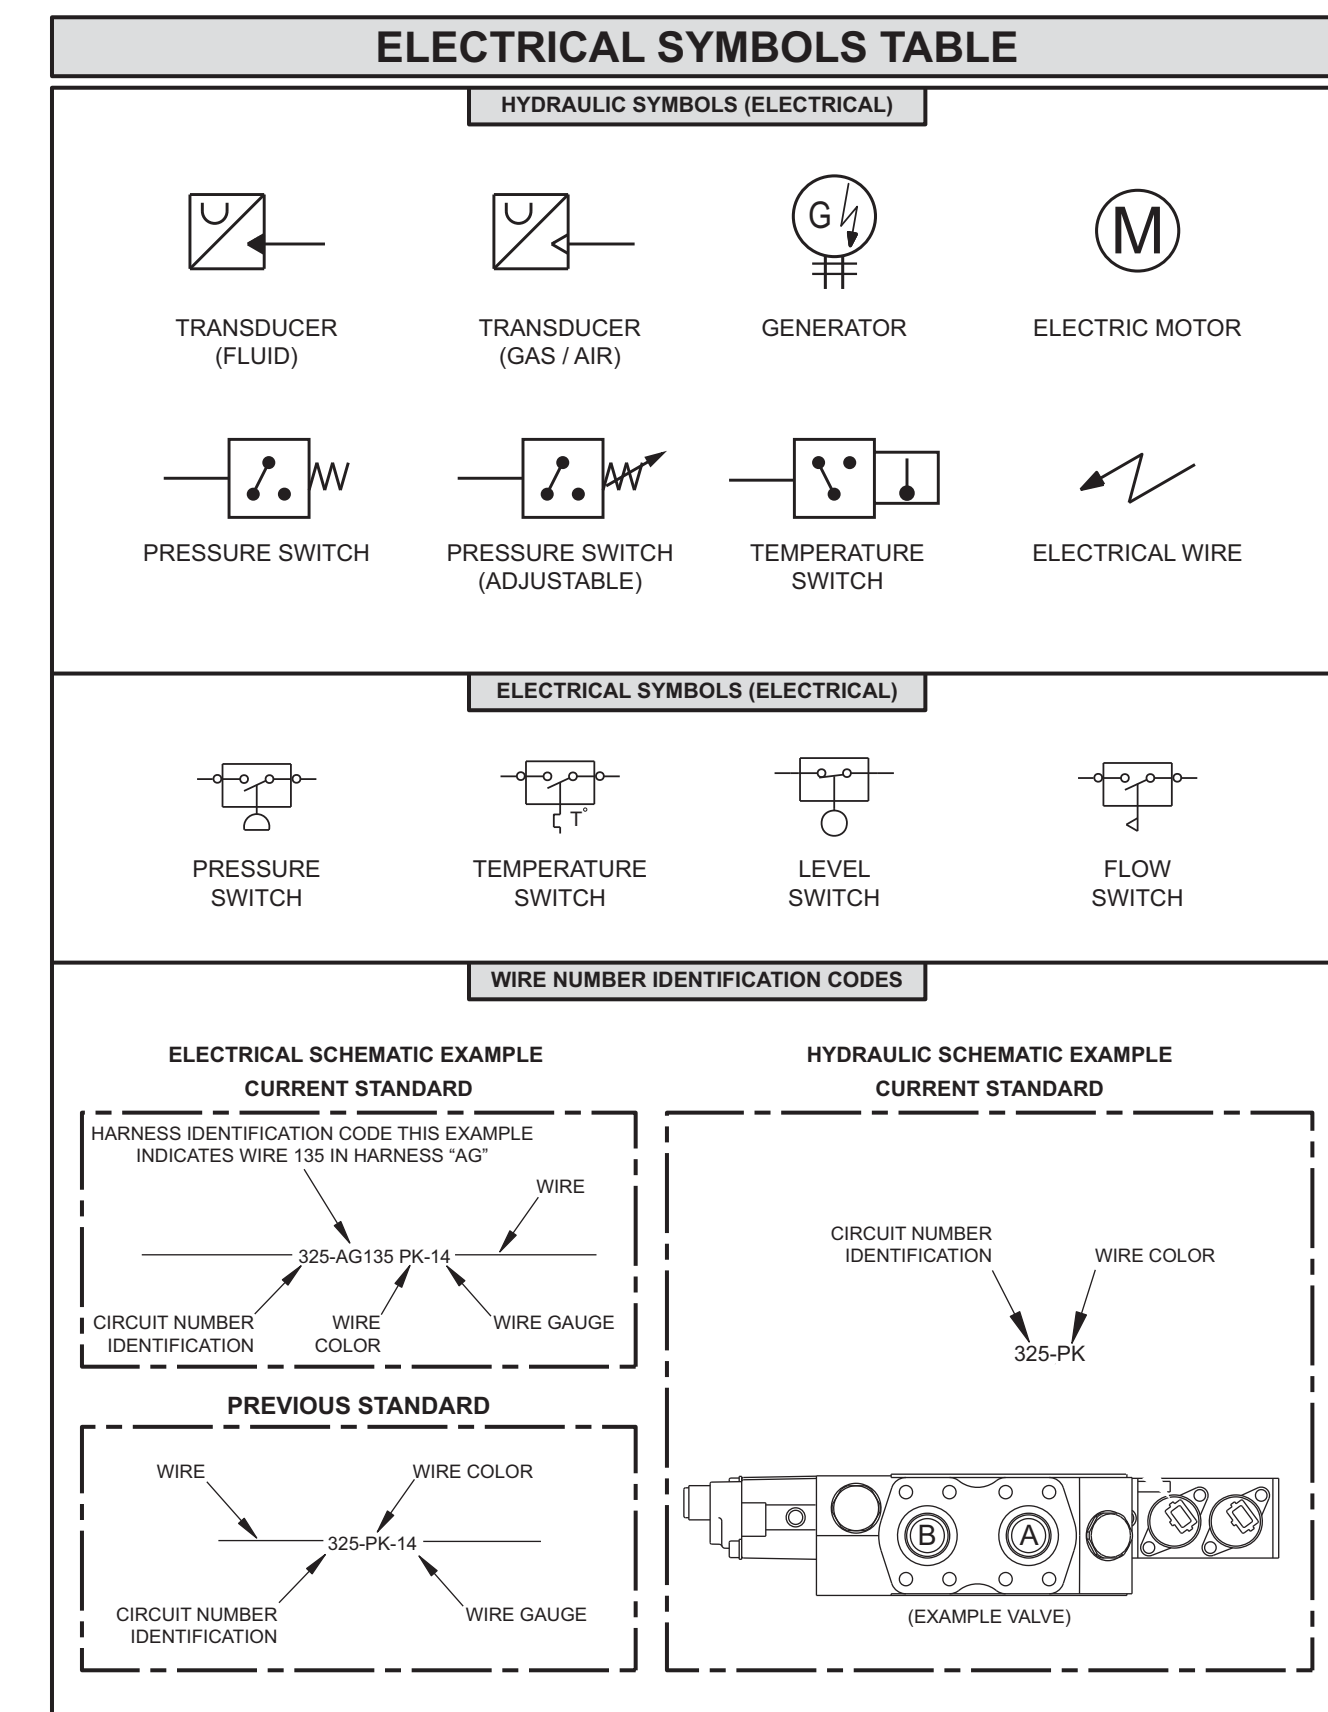 ELECTRICAL SYMBOLS TABLE
HYDRAULIC SYMBOLS (ELECTRICAL)
U
U
G
M
TRANSDUCER
(FLUID)
TRANSDUCER
(GAS / AIR)
GENERATOR
ELECTRIC MOTOR
PRESSURE SWITCH
PRESSURE SWITCH
(ADJUSTABLE)
TEMPERATURE
SWITCH
ELECTRICAL WIRE
ELECTRICAL SYMBOLS (ELECTRICAL)
T°
PRESSURE
SWITCH
TEMPERATURE
SWITCH
LEVEL
SWITCH
FLOW
SWITCH
WIRE NUMBER IDENTIFICATION CODES
ELECTRICAL SCHEMATIC EXAMPLE
CURRENT STANDARD
HARNESS IDENTIFICATION CODE THIS EXAMPLE
INDICATES WIRE 135 IN HARNESS “AG”
WIRE
325-AG135 PK-14
CIRCUIT NUMBER
IDENTIFICATION
WIRE
COLOR
WIRE GAUGE
PREVIOUS STANDARD
WIRE
WIRE COLOR
325-PK-14
CIRCUIT NUMBER
IDENTIFICATION
WIRE GAUGE
HYDRAULIC SCHEMATIC EXAMPLE
CURRENT STANDARD
CIRCUIT NUMBER
IDENTIFICATION
WIRE COLOR
325-PK
B
A
(EXAMPLE VALVE)